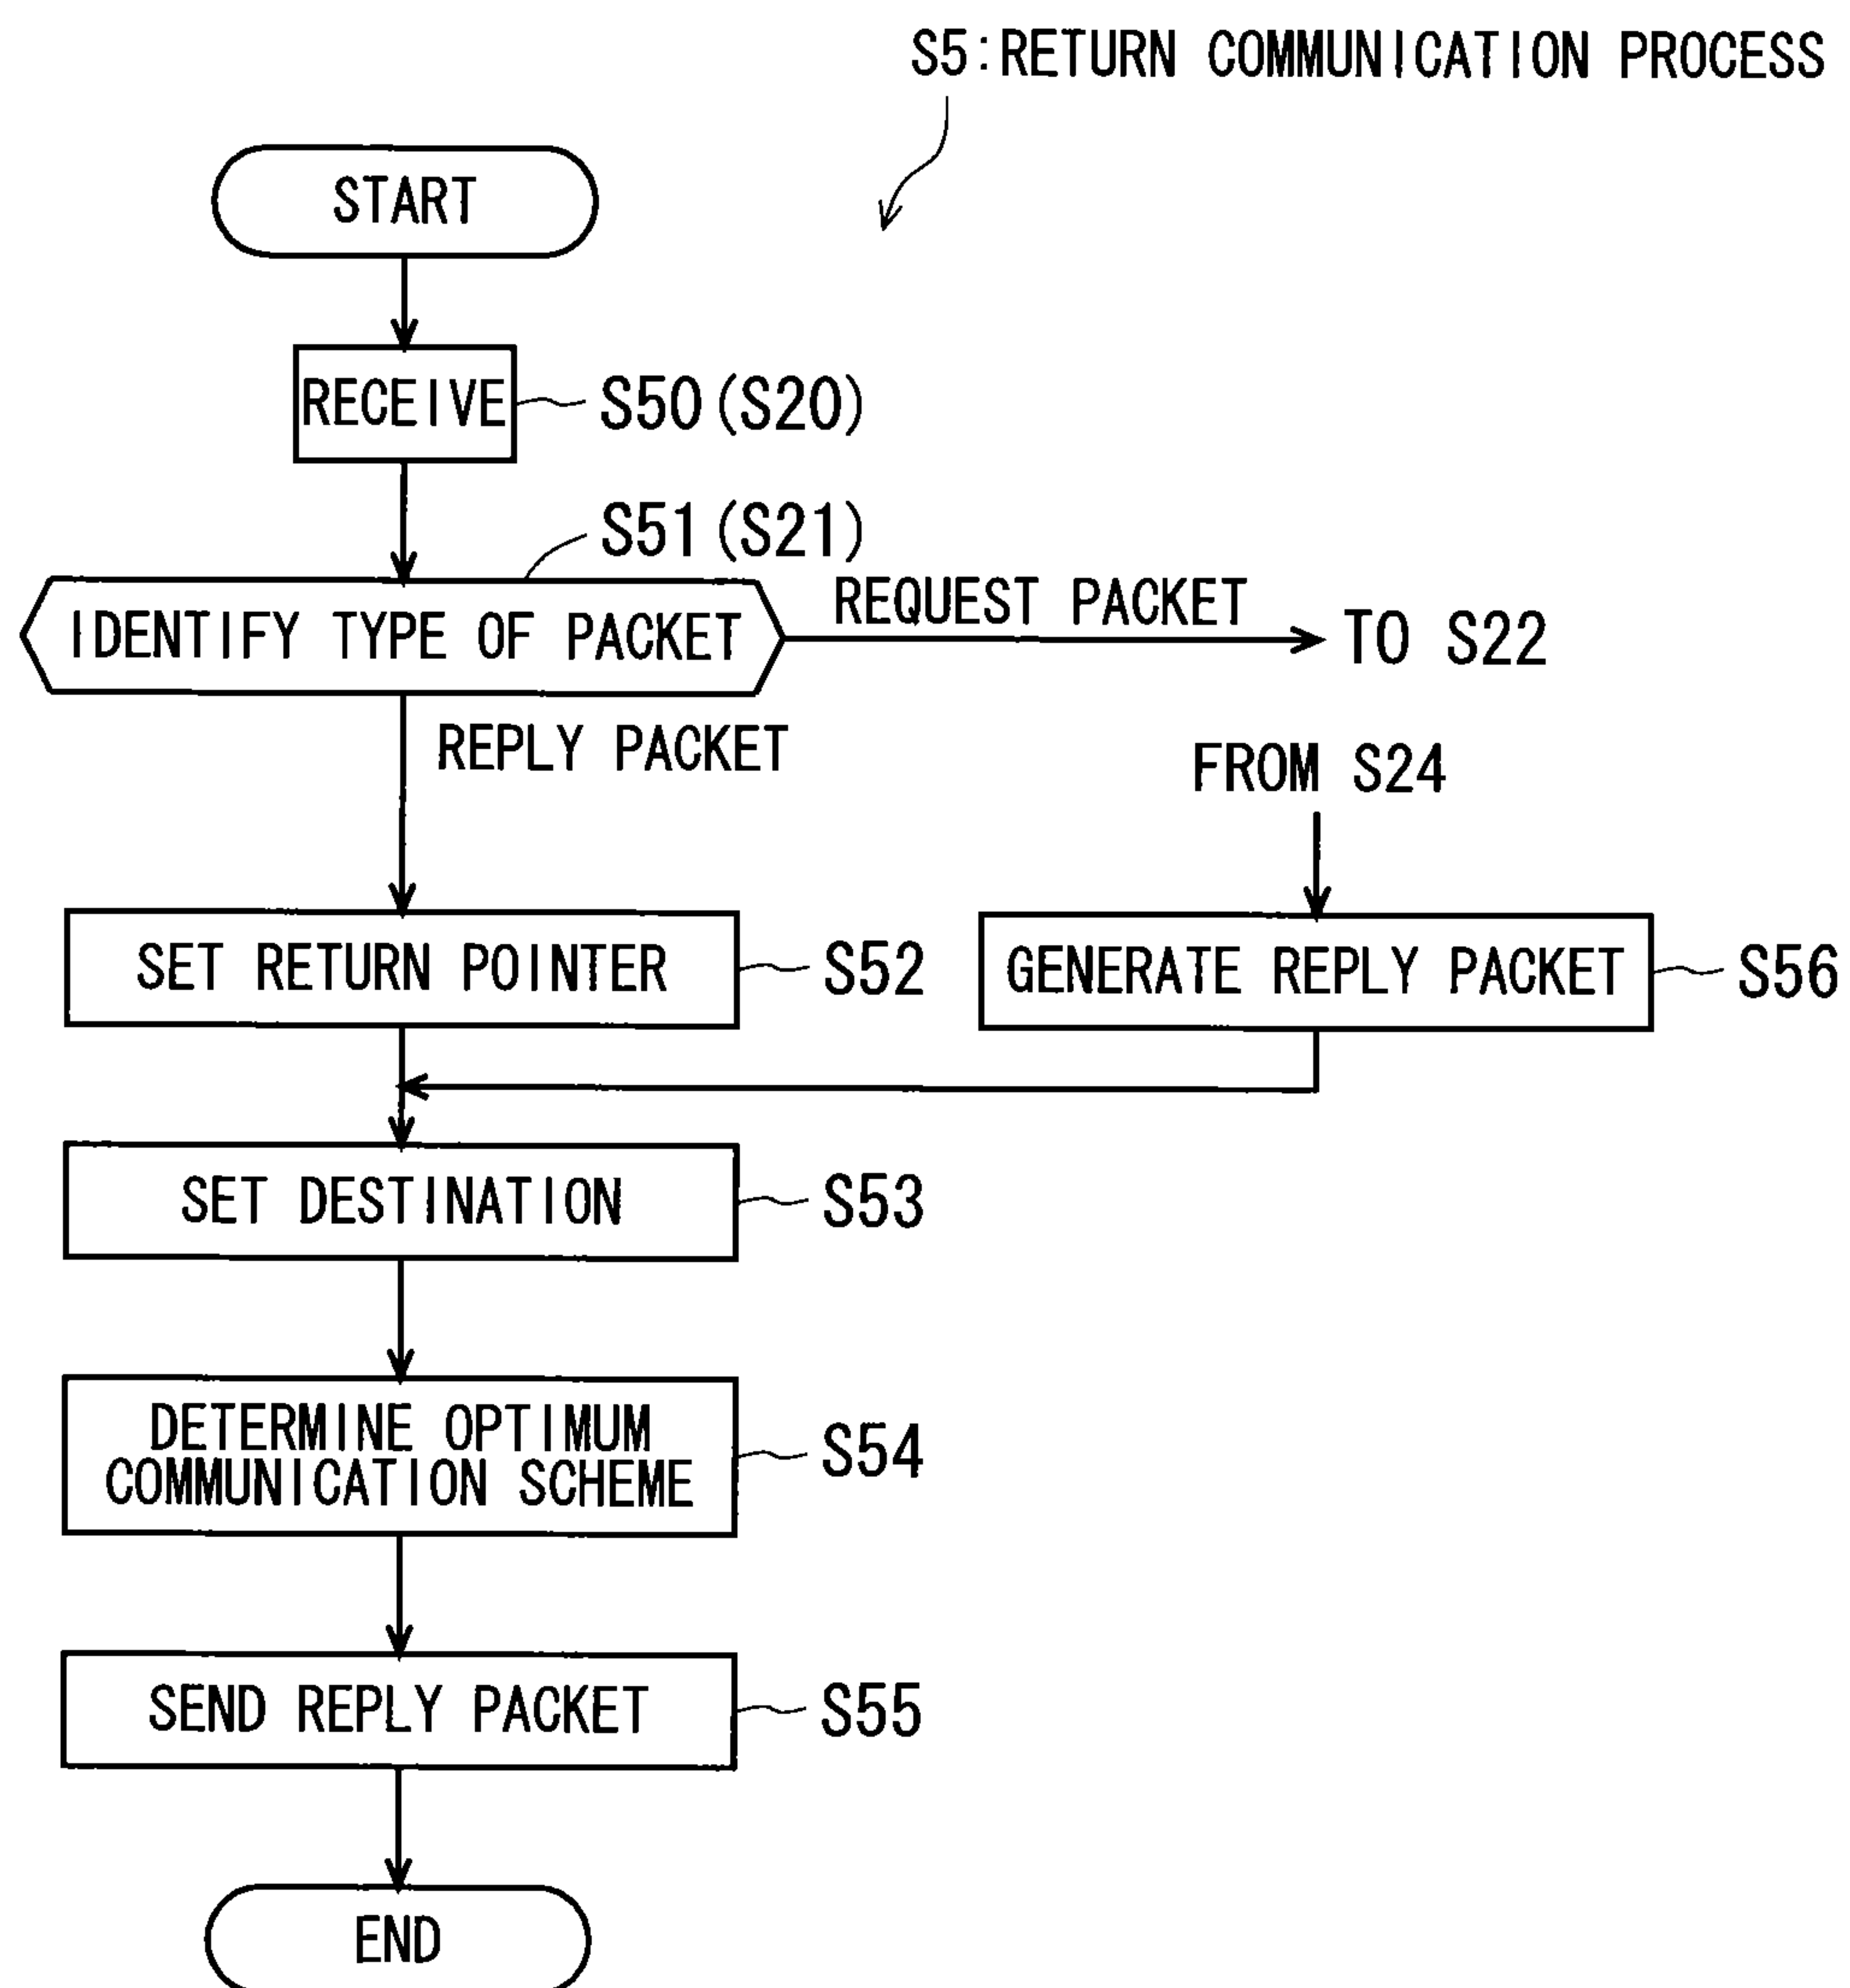 S5:RETURN COMMUNICATION PROCESS
START
RECEIVE
S50(S20)
S51(S21)
IDENTIFY TYPE OF PACKET
REQUEST PACKET
TO S22
REPLY PACKET
FROM S24
SET RETURN POINTER
S52
GENERATE REPLY PACKET
S56
SET DESTINATION
S53
DETERMINE OPTIMUM
COMMUNICATION SCHEME
S54
SEND REPLY PACKET
S55
END